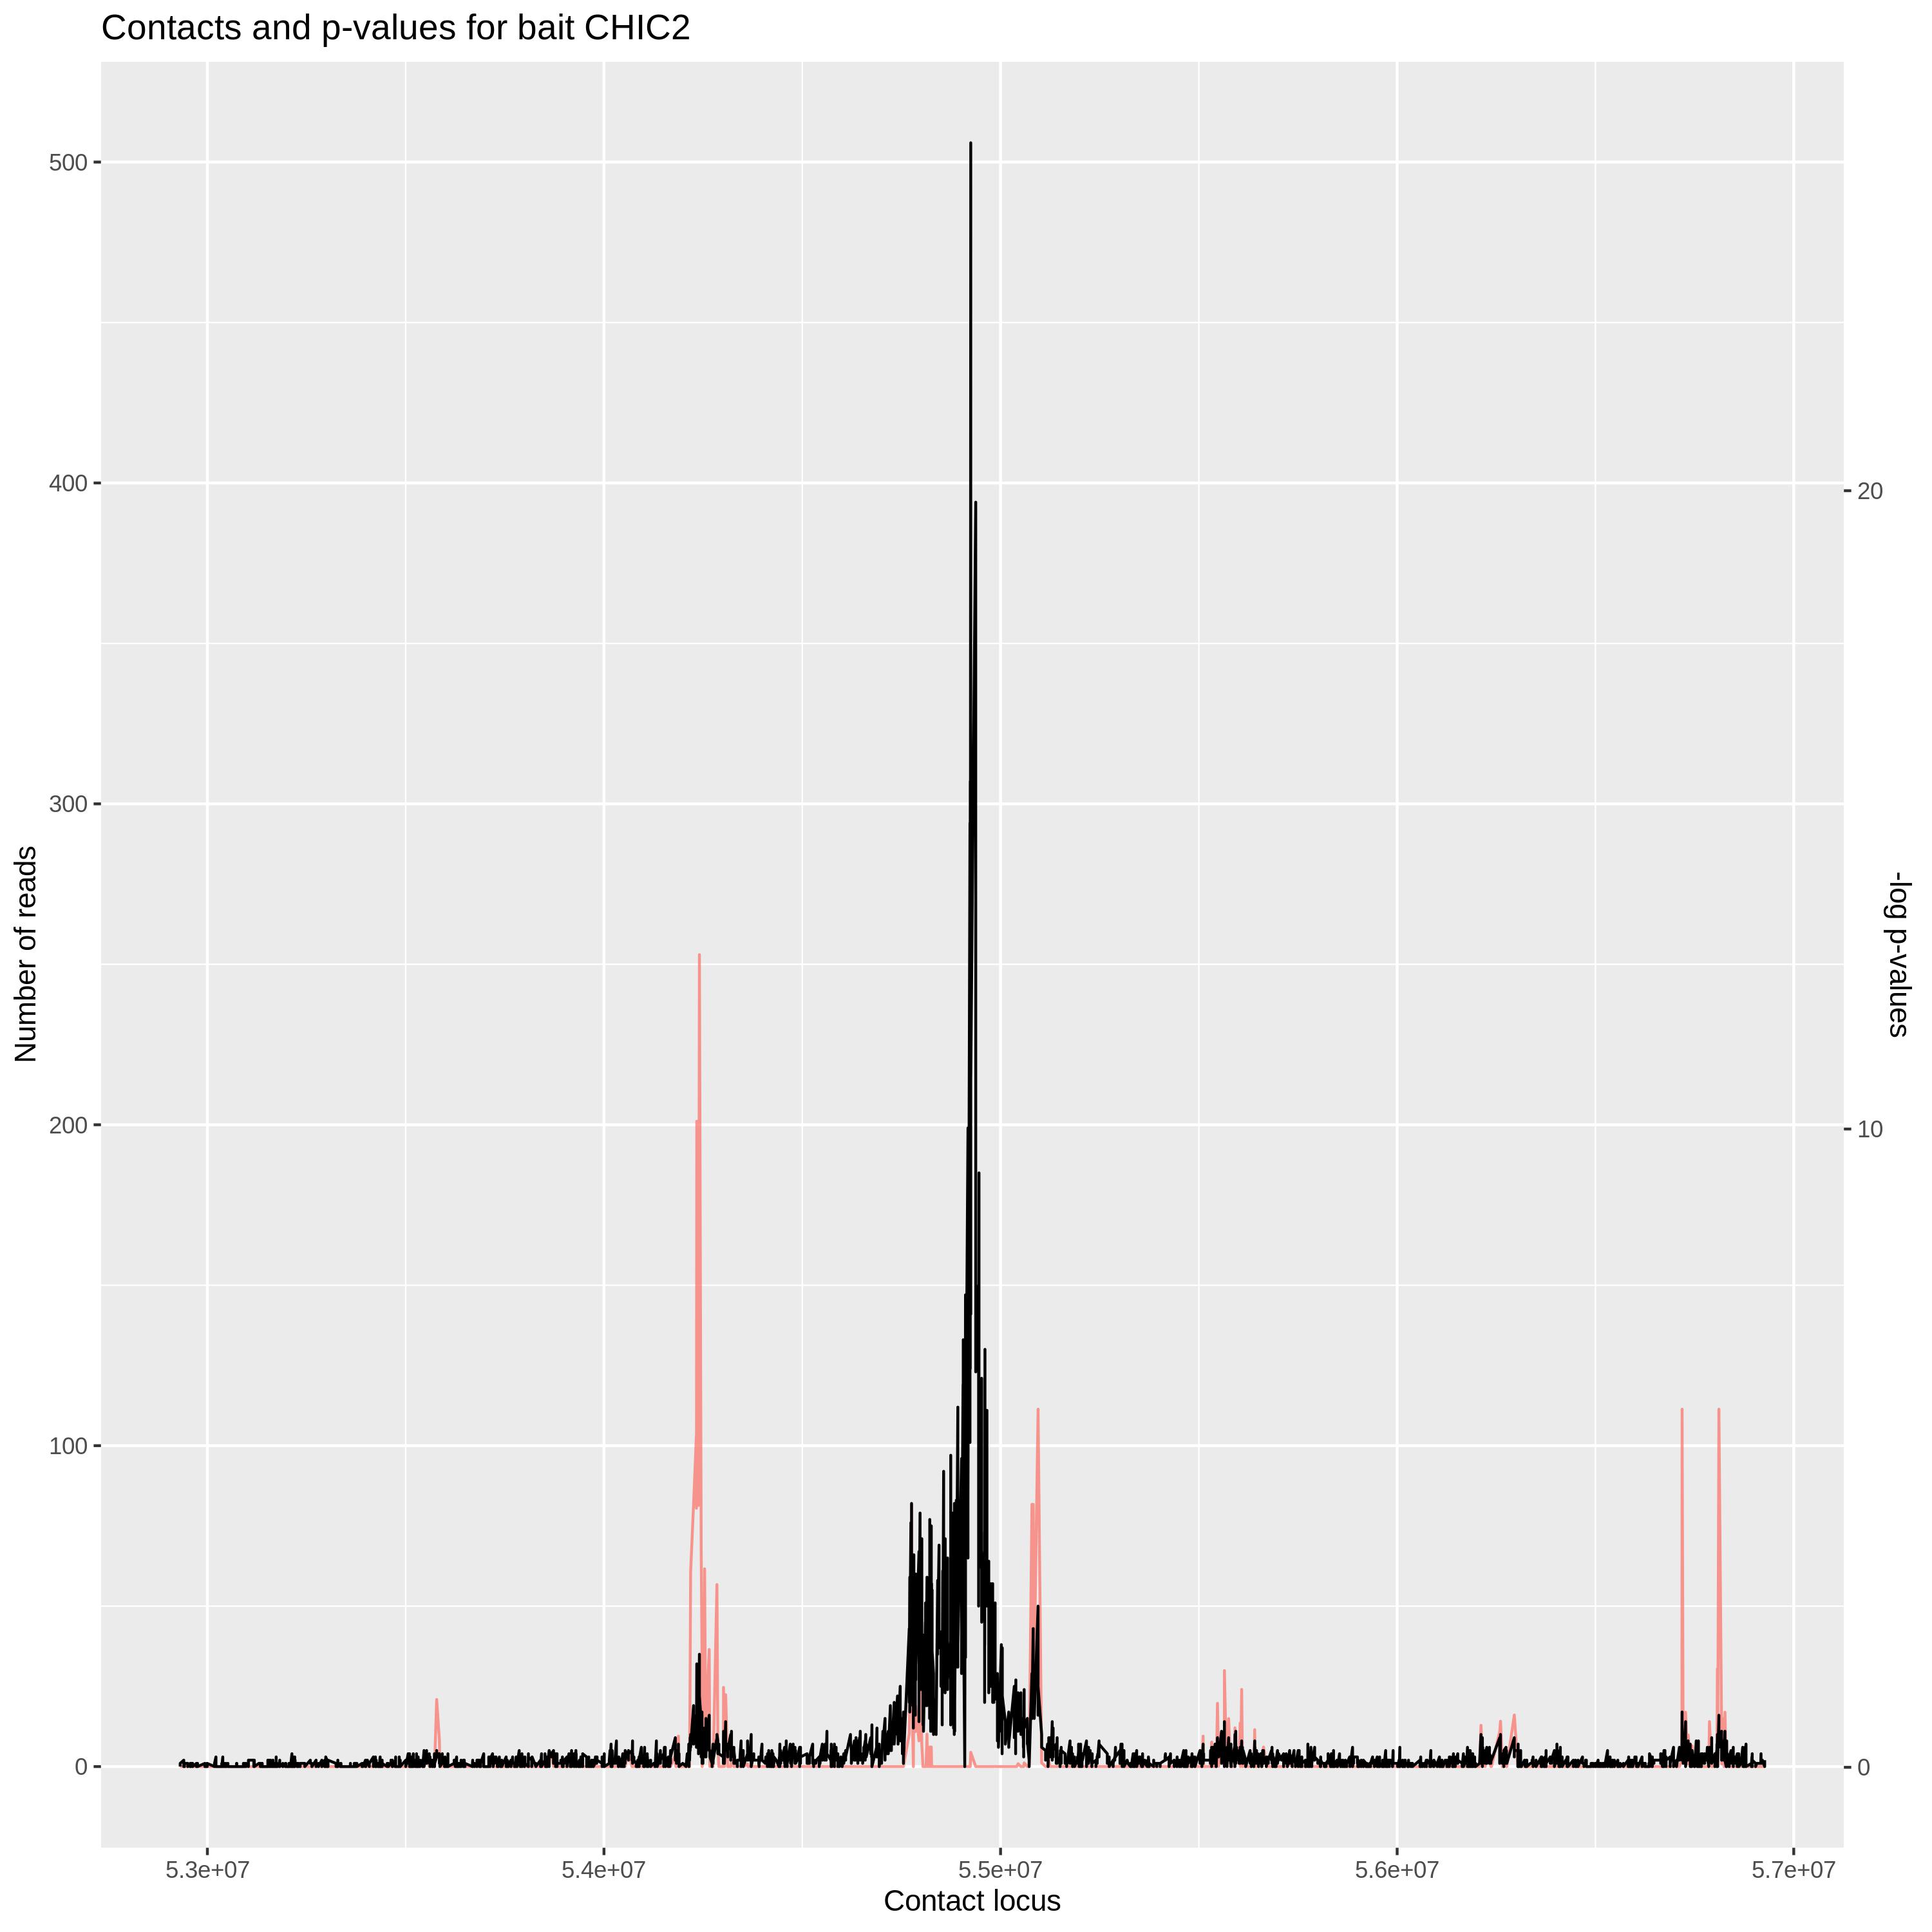 Contacts and p-values for bait CHIC2
500
400
300
200
100
0
Number of reads
20
10
0
-log p-values
5.3e+07
5.4e+07
5.5e+07
5.6e+07
5.7e+07
Contact locus